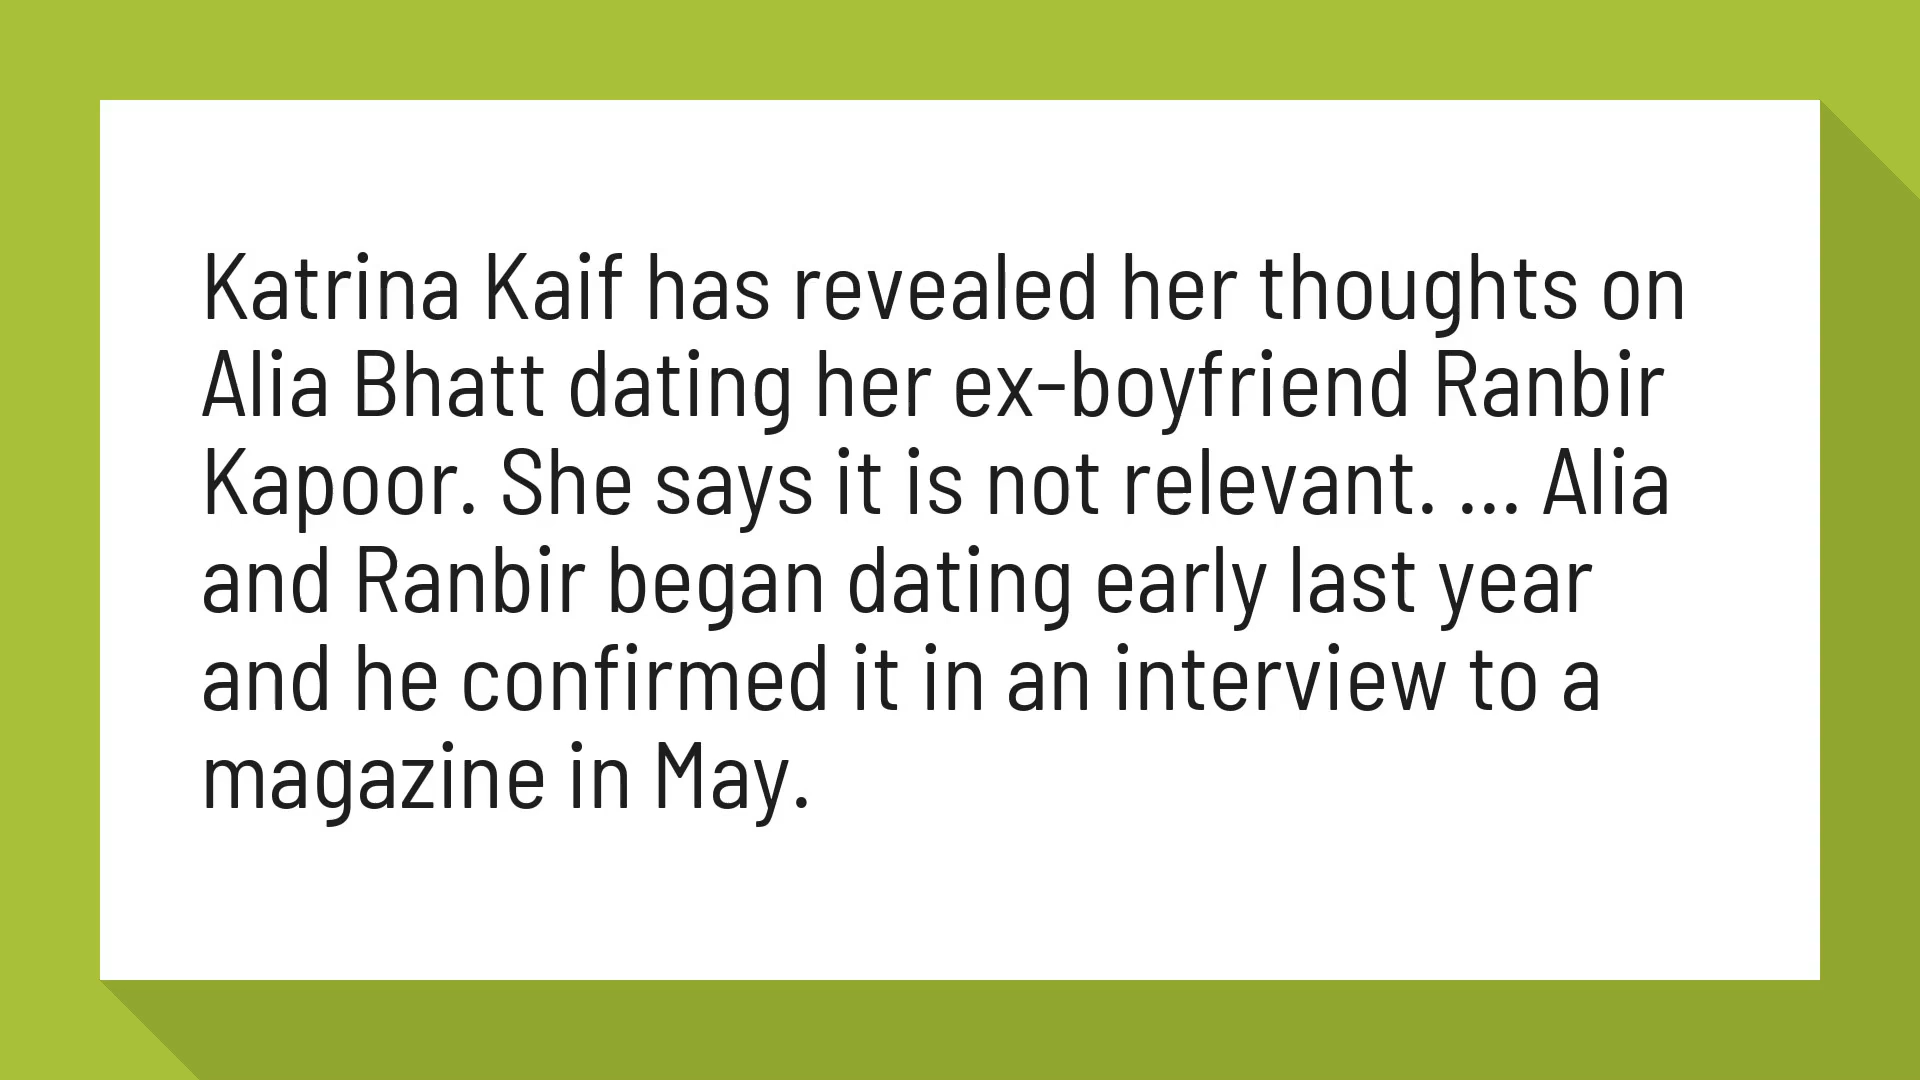 Katrina Kaif has revealed her thoughts on
Alia Bhatt dating her ex-boyfriend Ranbir
Kapoor. She says it is not relevant. ... Alia
and Ranbir began dating early last year
and he confirmed it in an interview to a
magazine in May.